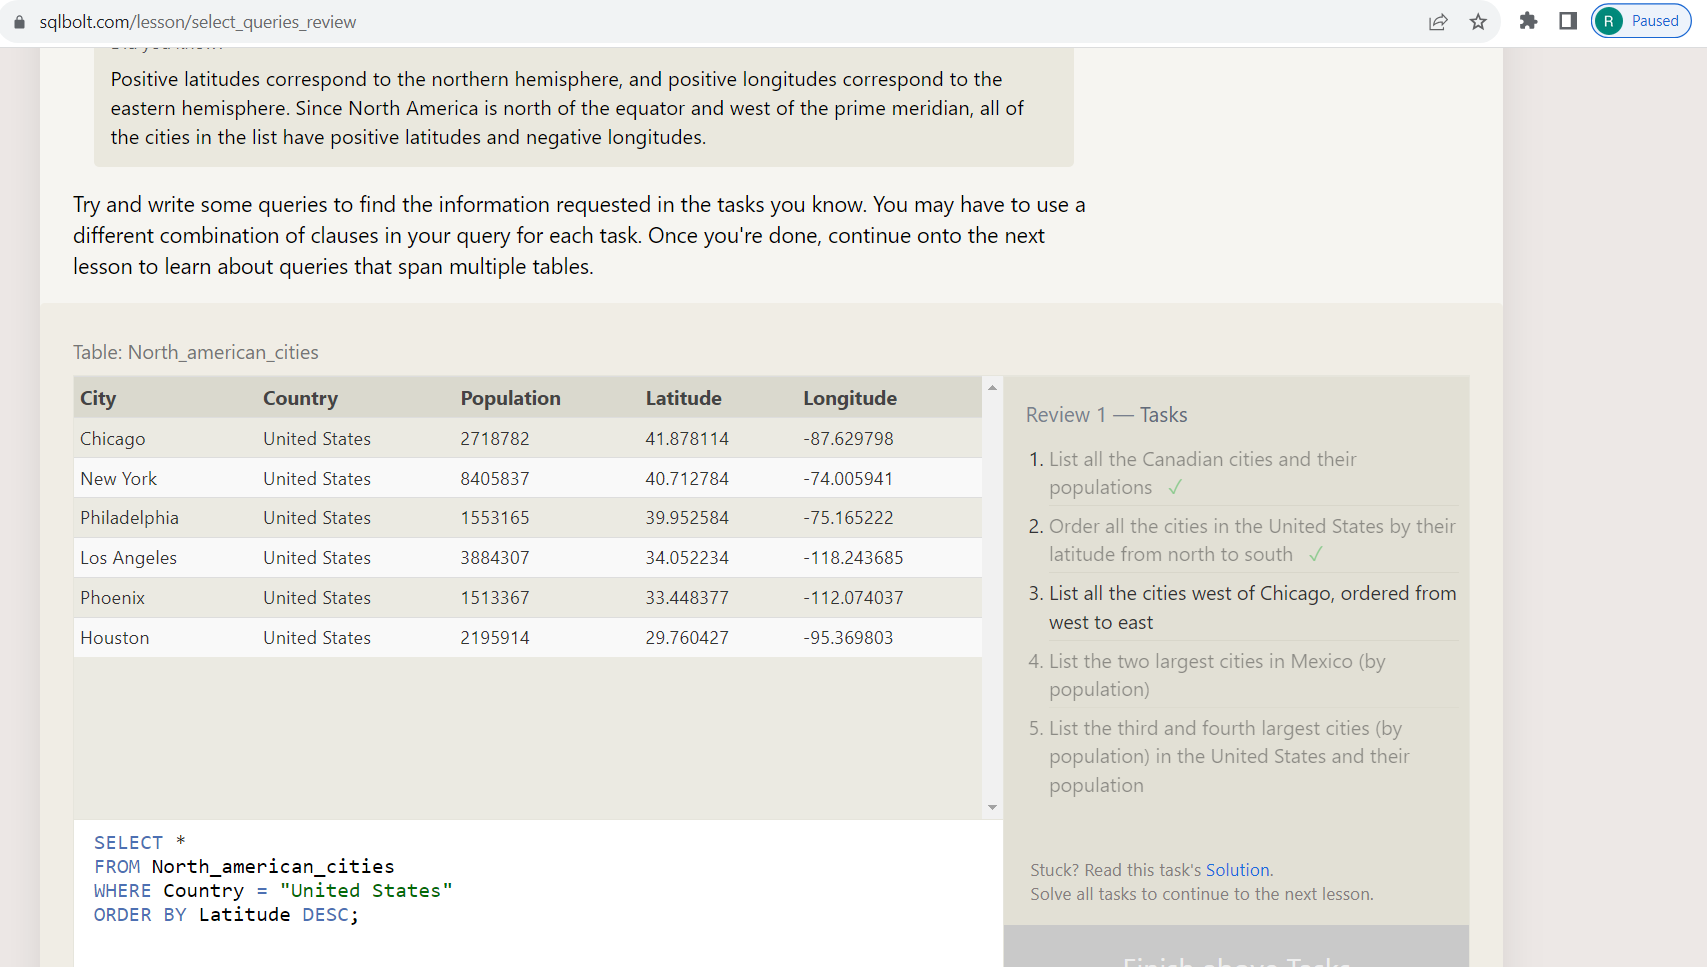 sqlbolt.com/lesson/select_queries_review
R Paused
Positive latitudes correspond to the northern hemisphere, and positive longitudes correspond to the
eastern hemisphere. Since North America is north of the equator and west of the prime meridian, all of
the cities in the list have positive latitudes and negative longitudes.
Try and write some queries to find the information requested in the tasks you know. You may have to use a
different combination of clauses in your query for each task. Once you're done, continue onto the next
lesson to learn about queries that span multiple tables.
Table: North_american_cities
City Country Population Latitude Longitude
Chicago United States 2718782 41.878114 -87.629798
New York United States 8405837 40.712784 -74.005941
Philadelphia United States 1553165 39.952584 -75.165222
Los Angeles United States 3884307 34.052234 -118.243685
Phoenix United States 1513367 33.448377 -112.074037
Houston United States 2195914 29.760427 -95.369803
SELECT *
FROM North_american_cities
WHERE Country = "United States"
ORDER BY Latitude DESC;
Review 1 — Tasks
1. List all the Canadian cities and their
populations ✓
2. Order all the cities in the United States by their
latitude from north to south ✓
3. List all the cities west of Chicago, ordered from
west to east
4. List the two largest cities in Mexico (by
population)
5. List the third and fourth largest cities (by
population) in the United States and their
population
Stuck? Read this task's Solution.
Solve all tasks to continue to the next lesson.
Finish above Tasks